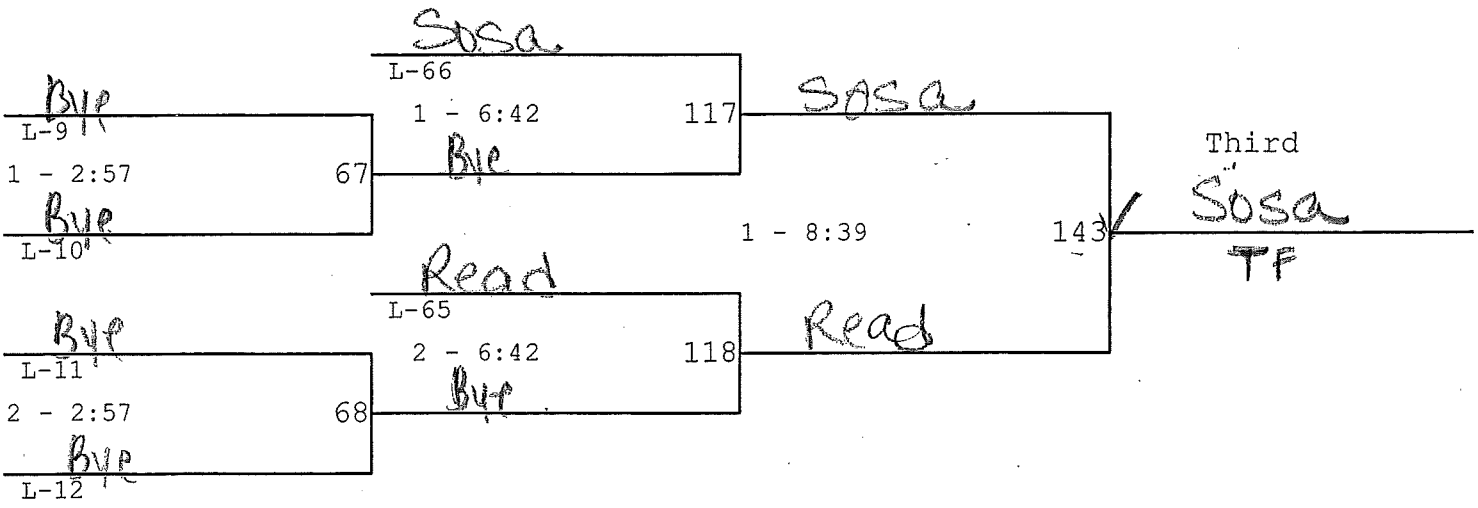 Sosa
L-66
Bye
L-9
1 - 6:42
117
Sosa
Third
1 - 2:57
67
Bye
Bye
L-10
Sosa
1 - 8:39
143
TF
Read
L-65
Bye
L-11
2 - 6:42
118
Read
2 - 2:57
68
Bye
Bye
L-12